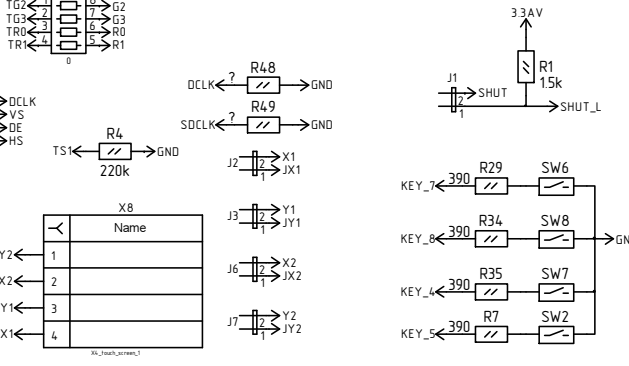 TG2 1 8 G2
TG3 2 7 G3
TR0 3 6 R0
TR1 4 5 R1
0
DCLK
VS
DE
HS
R4
TS1 GND
220k
R48
DCLK ? GND
R49
SDCLK ? GND
J2 2 X1
1 JX1
J3 2 Y1
1 JY1
J6 2 X2
1 JX2
J7 2 Y2
1 JY2
X8
Name
Y2 1
X2 2
Y1 3
X1 4
X4_touch_screen_1
3.3AV
R1
1.5k
J1
2 SHUT
1 SHUT_L
R29 SW6
KEY_7 390
R34 SW8
KEY_8 390 GN
R35 SW7
KEY_4 390
R7 SW2
KEY_5 390